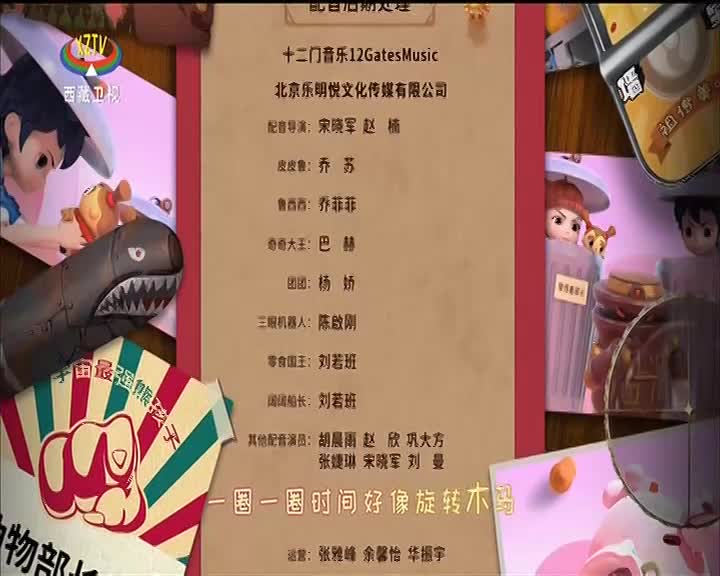 配音后期处理
十二门音乐12GatesMusic
北京乐明悦文化传媒有限公司
配音导演：宋晓军 赵 楠
皮皮鲁：乔 苏
鲁西西：乔菲菲
奇奇大王：巴 赫
团团：杨 娇
三眼机器人：陈啟刚
零食国王：刘若班
阔阔船长：刘若班
其他配音演员：胡晨雨 赵 欣 巩大方
张婕琳 宋晓军 刘 曼
一圈一圈时间好像旋转木马
运营：张雅峰 余馨怡 华振宇
XZTV
西藏卫视
宇宙最强熊孩子